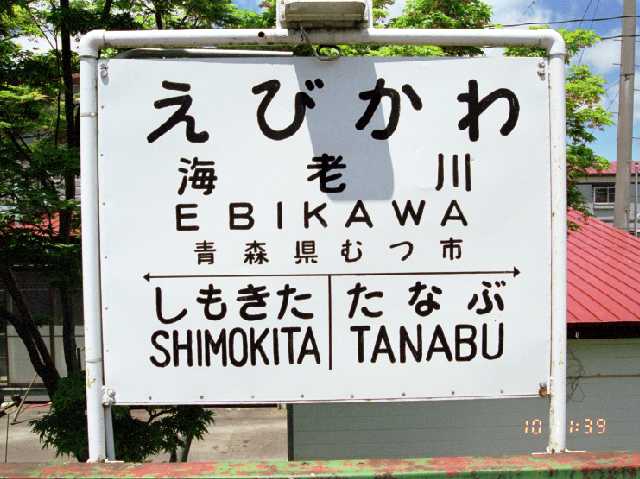 えびかわ
海老川
EBIKAWA
青森県むつ市
しもきた たなぶ
SHIMOKITA TANABU
10 1:39